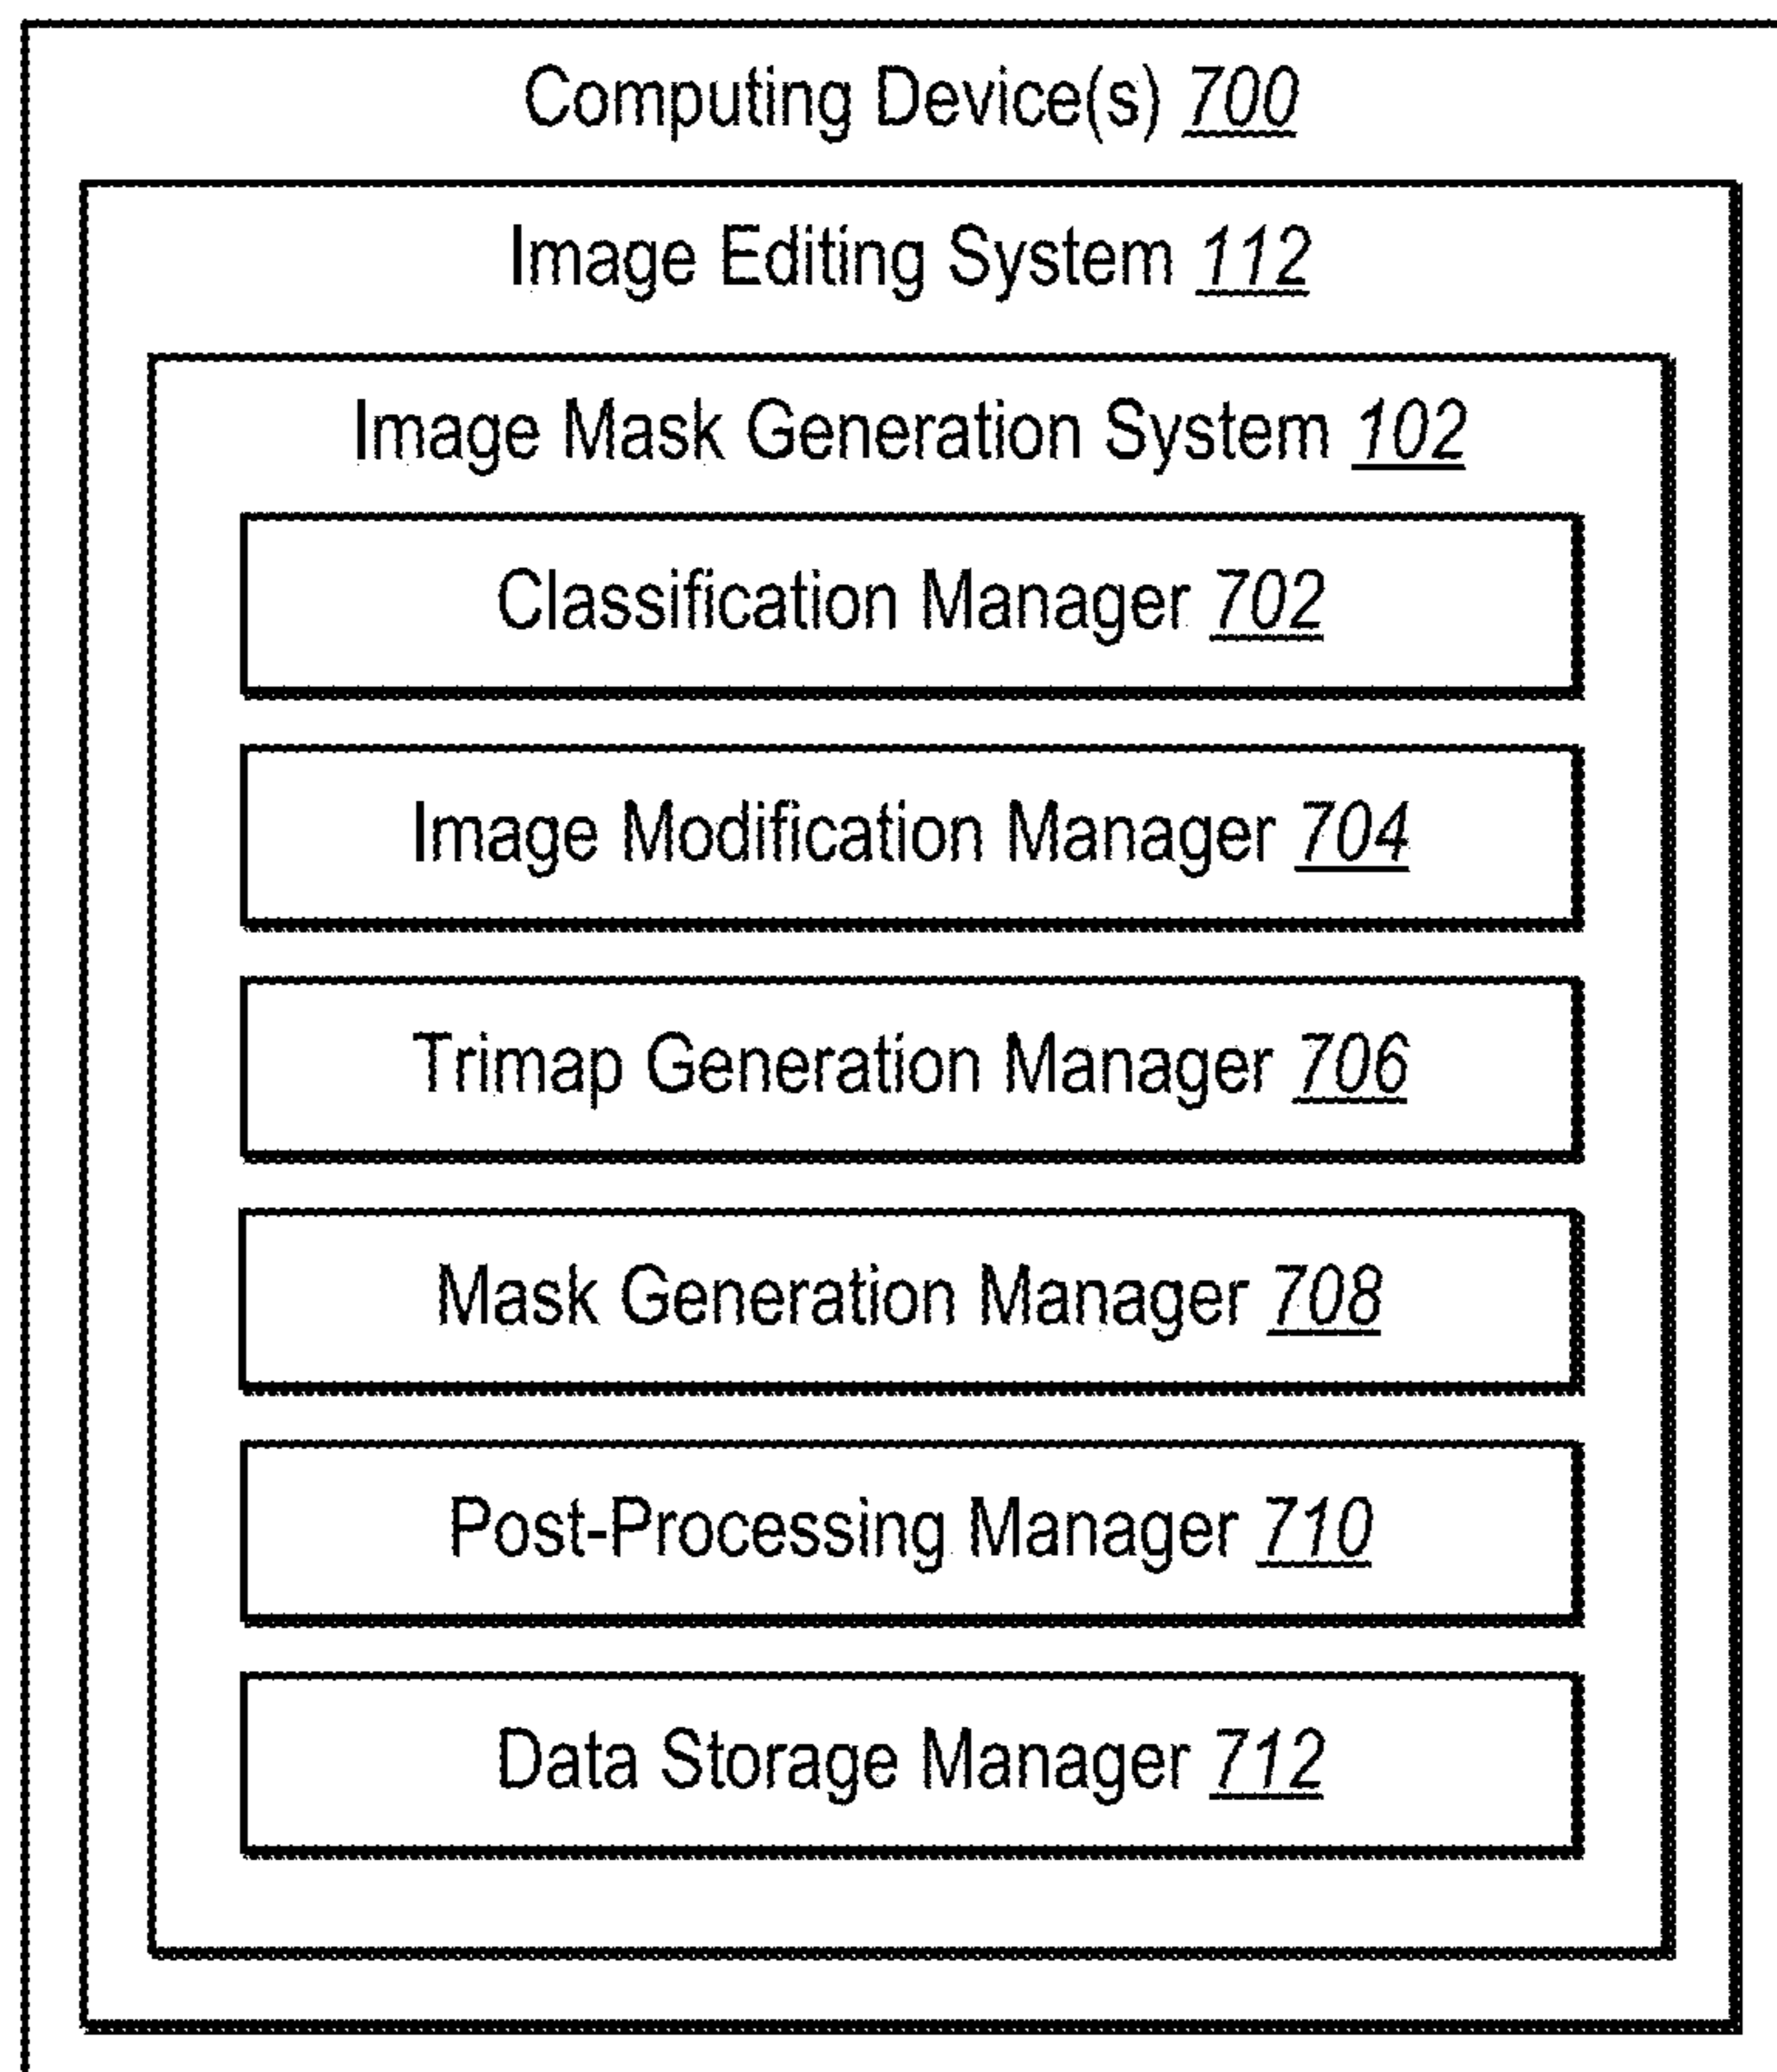 Computing Device(s) 700
Image Editing System 112
Image Mask Generation System 102
Classification Manager 702
Image Modification Manager 704
Trimap Generation Manager 706
Mask Generation Manager 708
Post-Processing Manager 710
Data Storage Manager 712